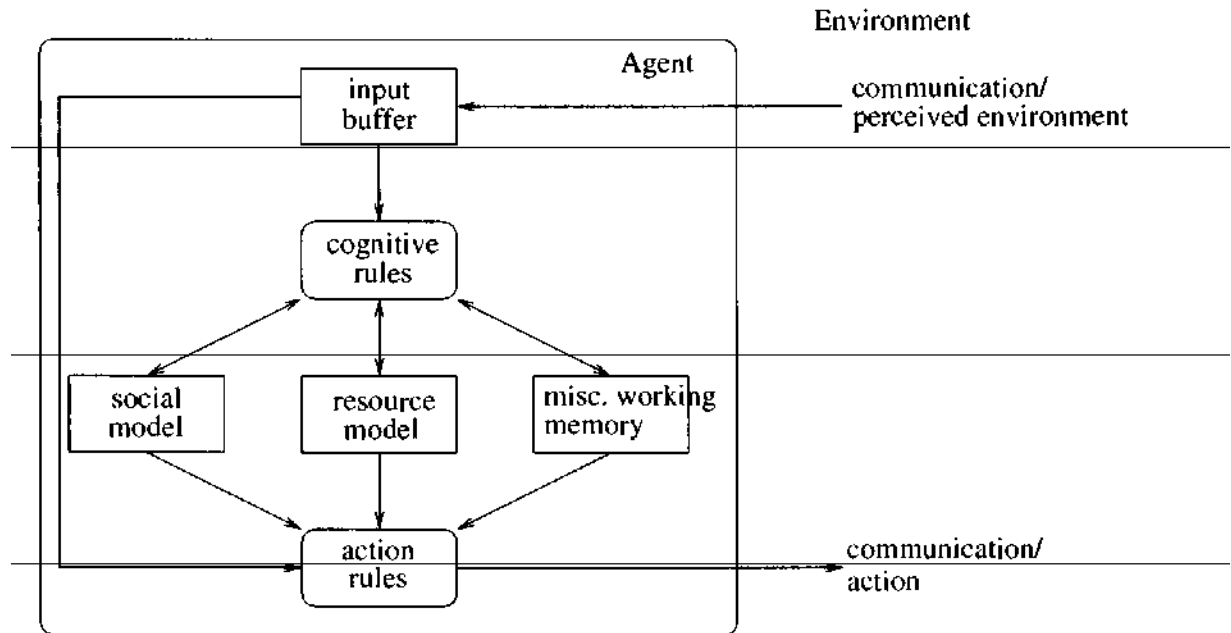 Environment
Agent
input
buffer
communication/
perceived environment
cognitive
rules
social
model
resource
model
misc. working
memory
action
rules
communication/
action